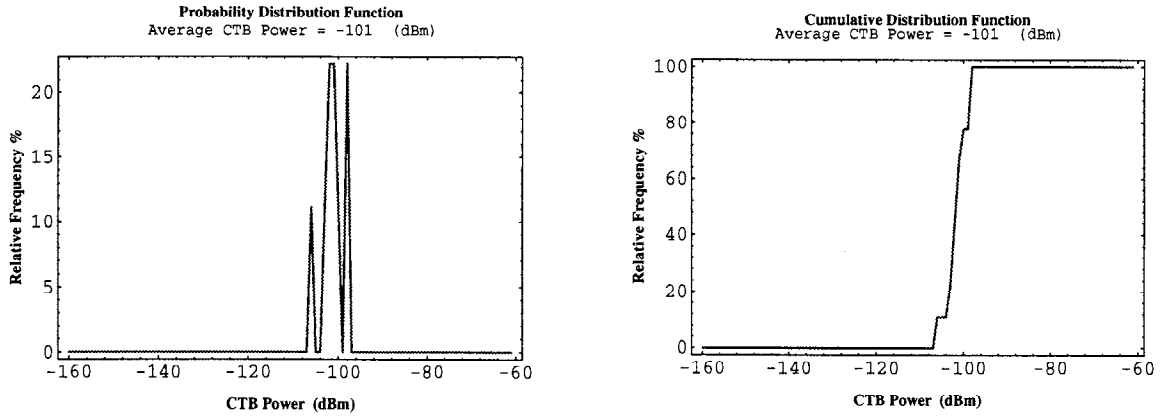 Probability Distribution Function
Average CTB Power = -101 (dBm)
Relative Frequency %
20
15
10
5
0
-160
-140
-120
-100
-80
-60
CTB Power (dBm)
Cumulative Distribution Function
Average CTB Power = -101 (dBm)
Relative Frequency %
100
80
60
40
20
0
-160
-140
-120
-100
-80
-60
CTB Power (dBm)